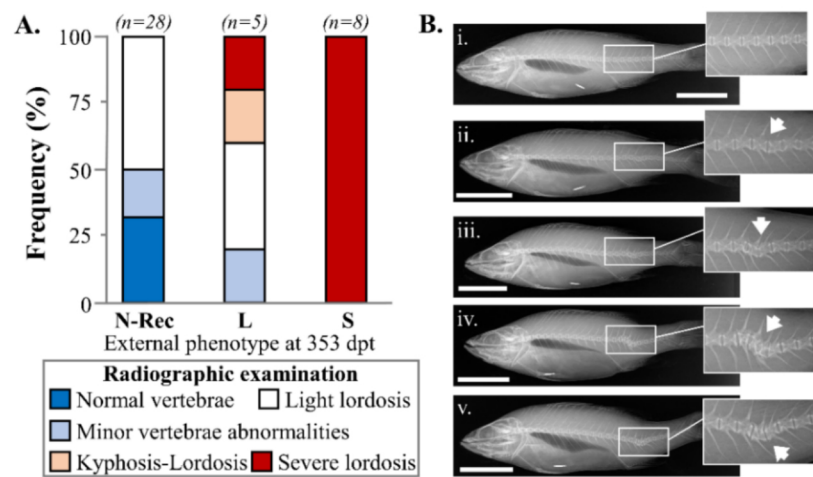 A.
(n=28) (n=5) (n=8)
100
75
50
25
0
Frequency (%)
N-Rec L S
External phenotype at 353 dpt
Radiographic examination
Normal vertebrae Light lordosis
Minor vertebrae abnormalities
Kyphosis-Lordosis Severe lordosis
B.
i.
ii.
iii.
iv.
v.